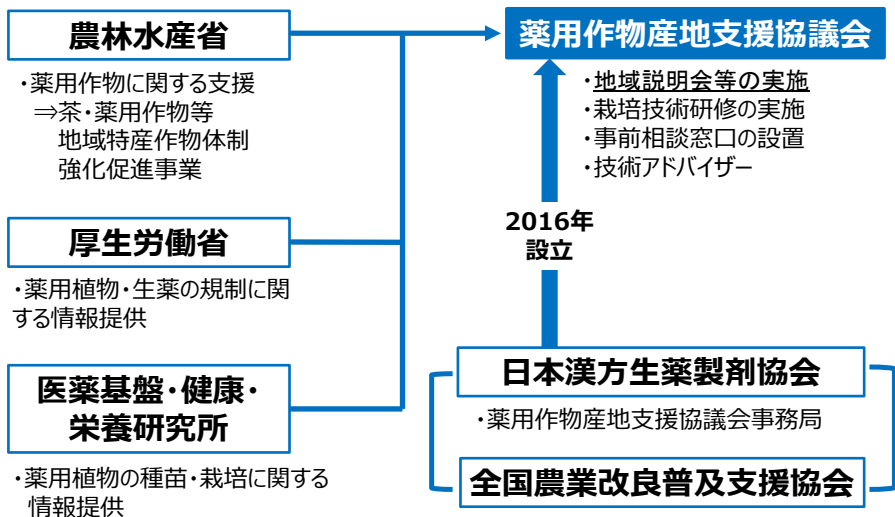 農林水産省
・薬用作物に関する支援
⇒茶・薬用作物等
地域特産作物体制
強化促進事業
厚生労働省
・薬用植物・生薬の規制に関
する情報提供
医薬基盤・健康・
栄養研究所
・薬用植物の種苗・栽培に関する
情報提供
薬用作物産地支援協議会
・地域説明会等の実施
・栽培技術研修の実施
・事前相談窓口の設置
・技術アドバイザー
2016年
設立
日本漢方生薬製剤協会
・薬用作物産地支援協議会事務局
全国農業改良普及支援協会